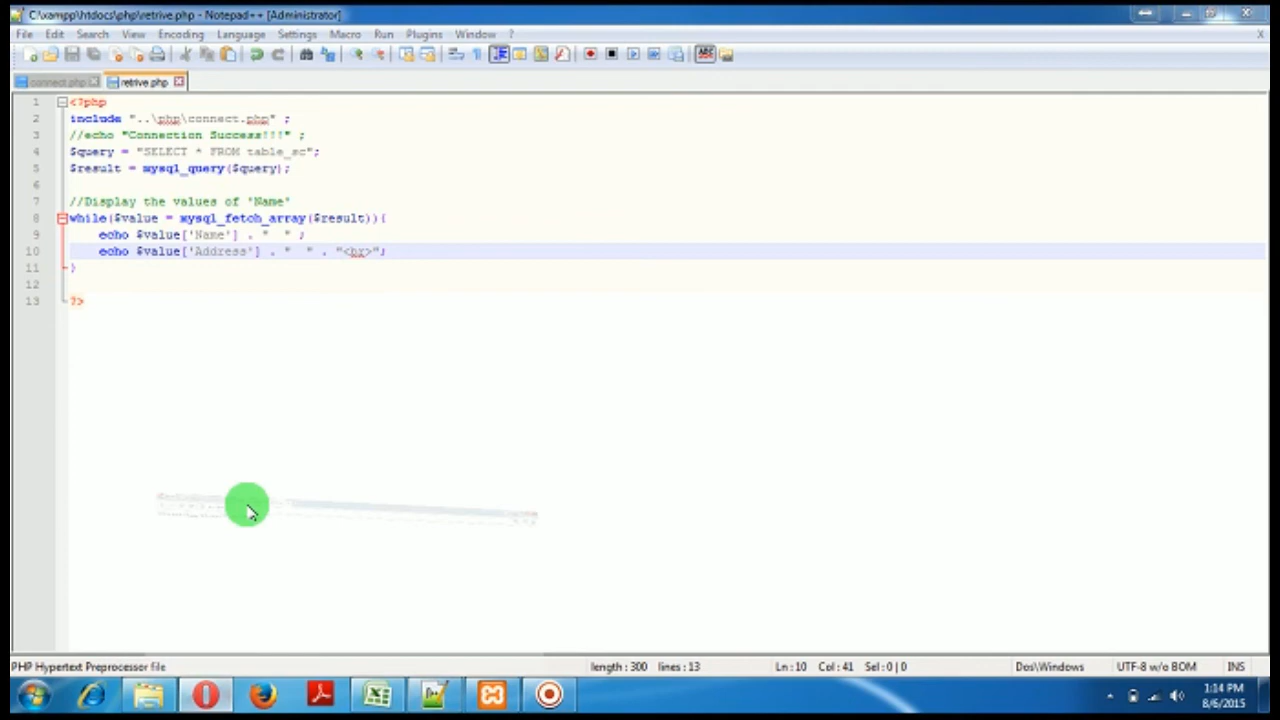 C:\xampp\htdocs\php\retrive.php - Notepad++ [Administrator]
File Edit Search View Encoding Language Settings Macro Run Plugins Window ? X
ABC
connect.php retrive.php
1 <?php
2 include "..\php\connect.php" ;
3 //echo "Connection Success!!!" ;
4 $query = "SELECT * FROM table_sc";
5 $result = mysql_query($query);
6
7 //Display the values of "Name"
8 while($value = mysql_fetch_array($result)){
9 echo $value['Name'] . "  " ;
10 echo $value['Address'] . "  " . "<br>";
11 }
12
13 ?>
PHP Hypertext Preprocessor file length : 300 lines : 13 Ln : 10 Col : 41 Sel : 0 | 0 Dos\Windows UTF-8 w/o BOM INS
1:14 PM
8/6/2015